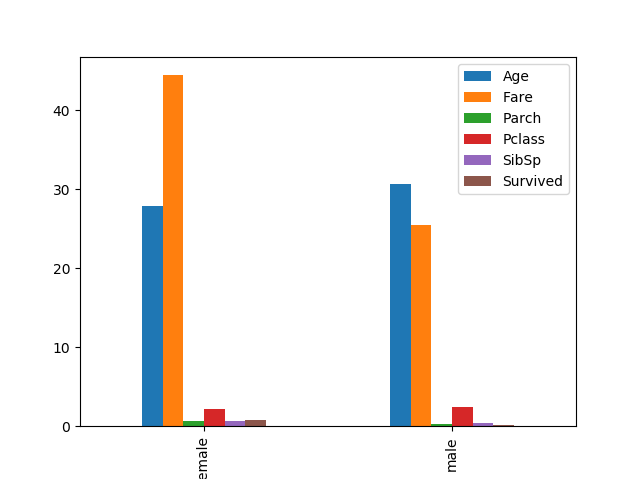 40
30
20
10
0
Age
Fare
Parch
Pclass
SibSp
Survived
emale
male